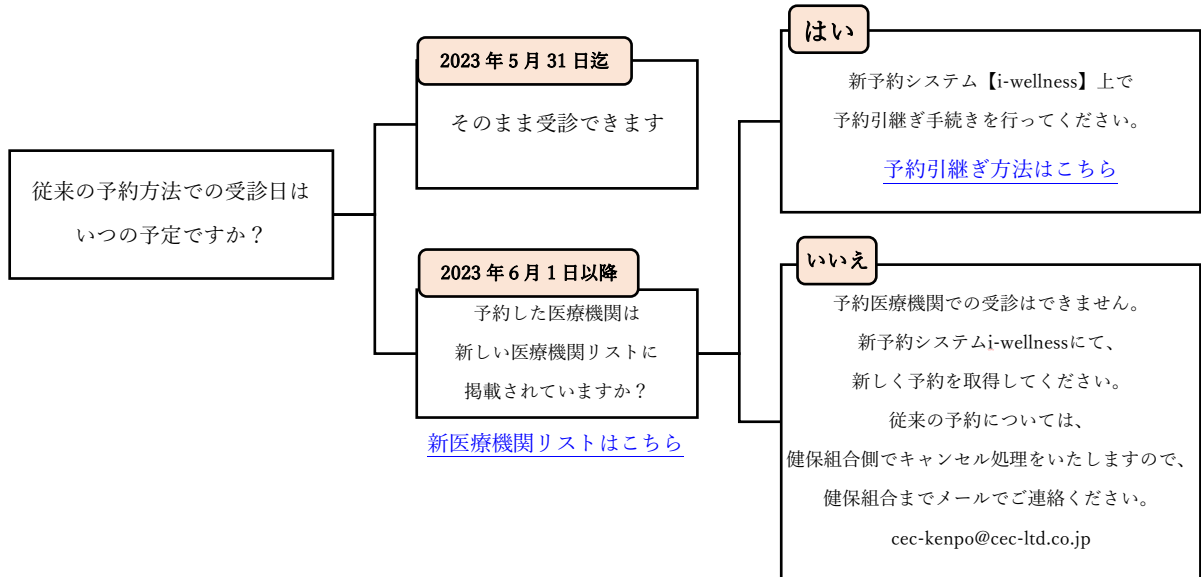 従来の予約方法での受診日は
いつの予定ですか？
2023年5月31日迄
そのまま受診できます
2023年6月1日以降
予約した医療機関は
新しい医療機関リストに
掲載されていますか？
新医療機関リストはこちら
はい
新予約システム【i-wellness】上で
予約引継ぎ手続きを行ってください。
予約引継ぎ方法はこちら
いいえ
予約医療機関での受診はできません。
新予約システムi-wellnessにて、
新しく予約を取得してください。
従来の予約については、
健保組合側でキャンセル処理をいたしますので、
健保組合までメールでご連絡ください。
cec-kenpo@cec-ltd.co.jp